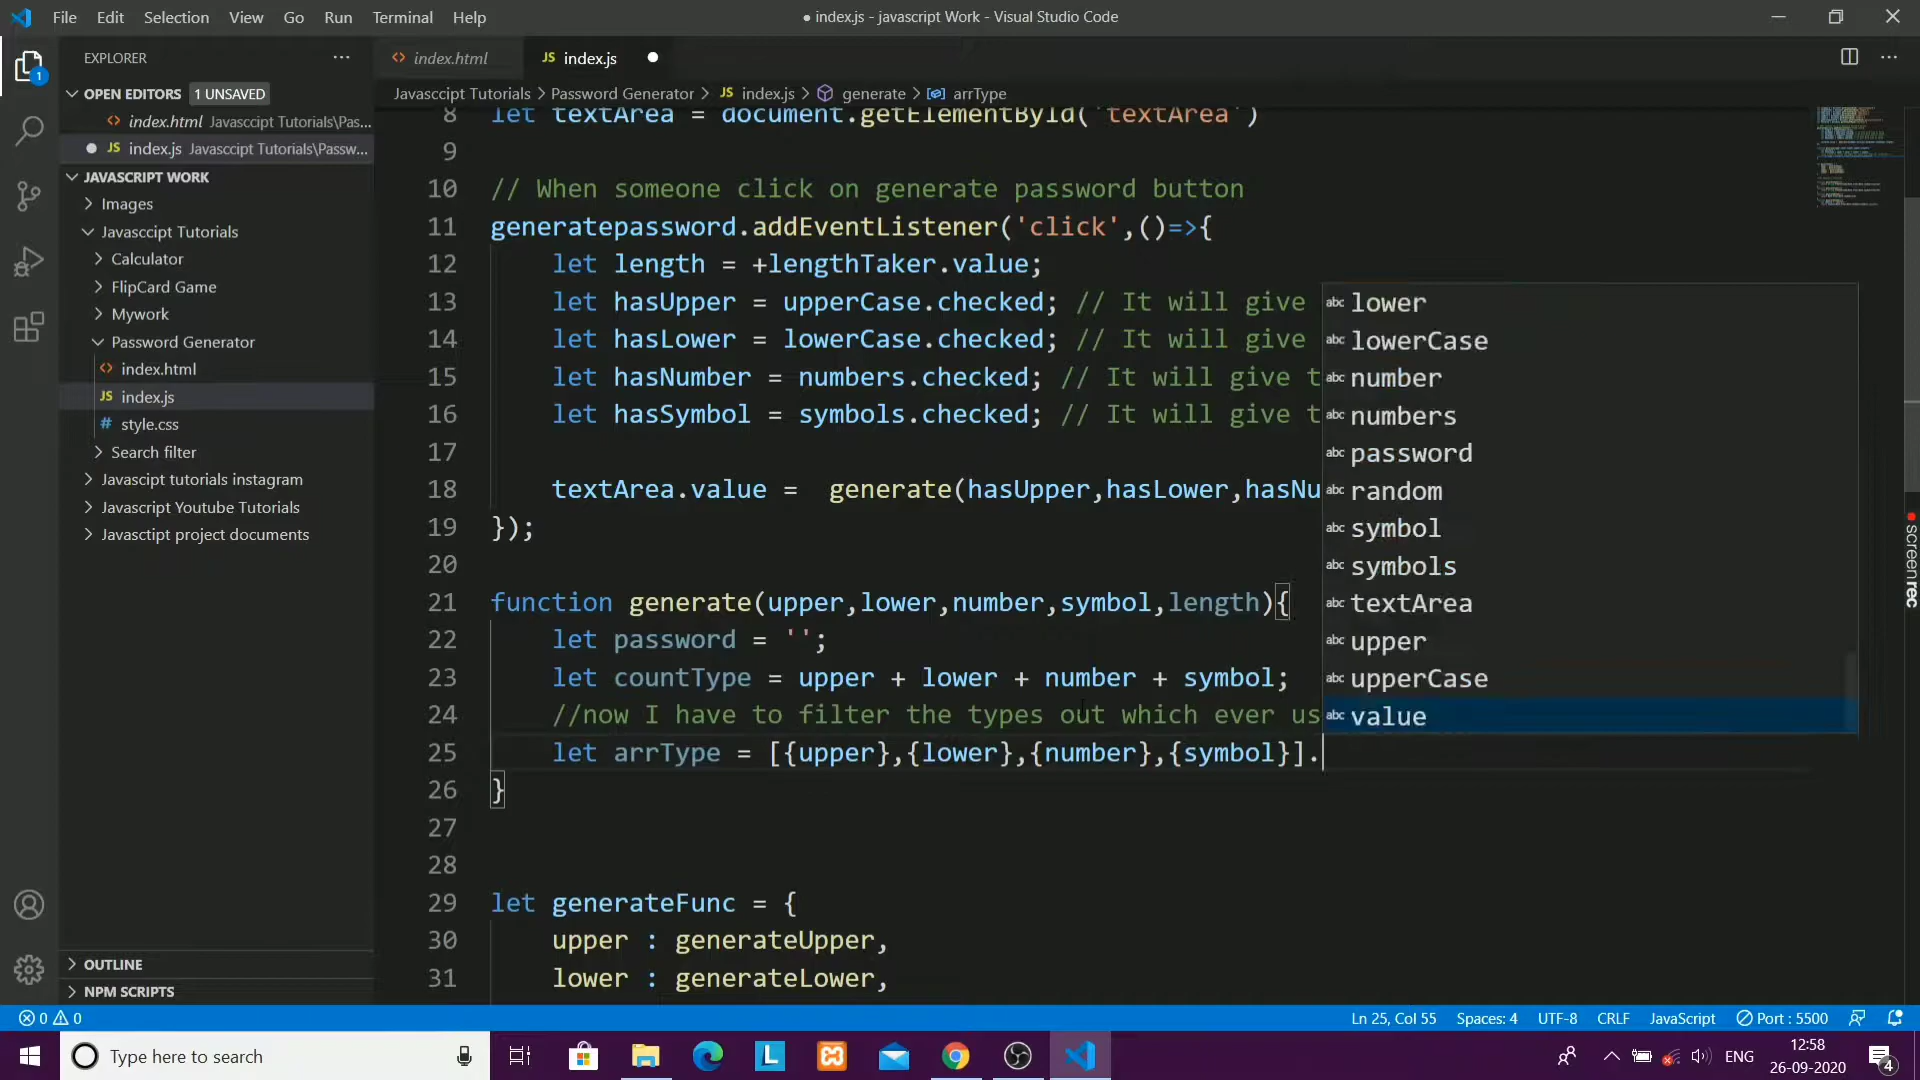 File Edit Selection View Go Run Terminal Help
● index.js - javascript Work - Visual Studio Code
EXPLORER
OPEN EDITORS 1 UNSAVED
index.html Javasccipt Tutorials\Pas...
JS index.js Javasccipt Tutorials\Passw...
JAVASCRIPT WORK
Images
Javasccipt Tutorials
Calculator
FlipCard Game
Mywork
Password Generator
index.html
JS index.js
# style.css
Search filter
Javascipt tutorials instagram
Javascript Youtube Tutorials
Javasctipt project documents
OUTLINE
NPM SCRIPTS
index.html
JS index.js ●
Javasccipt Tutorials > Password Generator > JS index.js > generate > arrType
8 let textArea = document.getElementById('textArea')
9
10 // When someone click on generate password button
11 generatepassword.addEventListener('click',()=>{
12 let length = +lengthTaker.value;
13 let hasUpper = upperCase.checked; // It will give
14 let hasLower = lowerCase.checked; // It will give
15 let hasNumber = numbers.checked; // It will give t
16 let hasSymbol = symbols.checked; // It will give t
17
18 textArea.value =  generate(hasUpper,hasLower,hasNu
19 });
20
21 function generate(upper,lower,number,symbol,length){
22 let password = '';
23 let countType = upper + lower + number + symbol;
24 //now I have to filter the types out which ever us
25 let arrType = [{upper},{lower},{number},{symbol}].
26 }
27
28
29 let generateFunc = {
30 upper : generateUpper,
31 lower : generateLower,
abc lower
abc lowerCase
abc number
abc numbers
abc password
abc random
abc symbol
abc symbols
abc textArea
abc upper
abc upperCase
abc value
screenrec
0 0
Ln 25, Col 55 Spaces: 4 UTF-8 CRLF JavaScript Port : 5500
Type here to search
ENG
12:58
26-09-2020
4
1